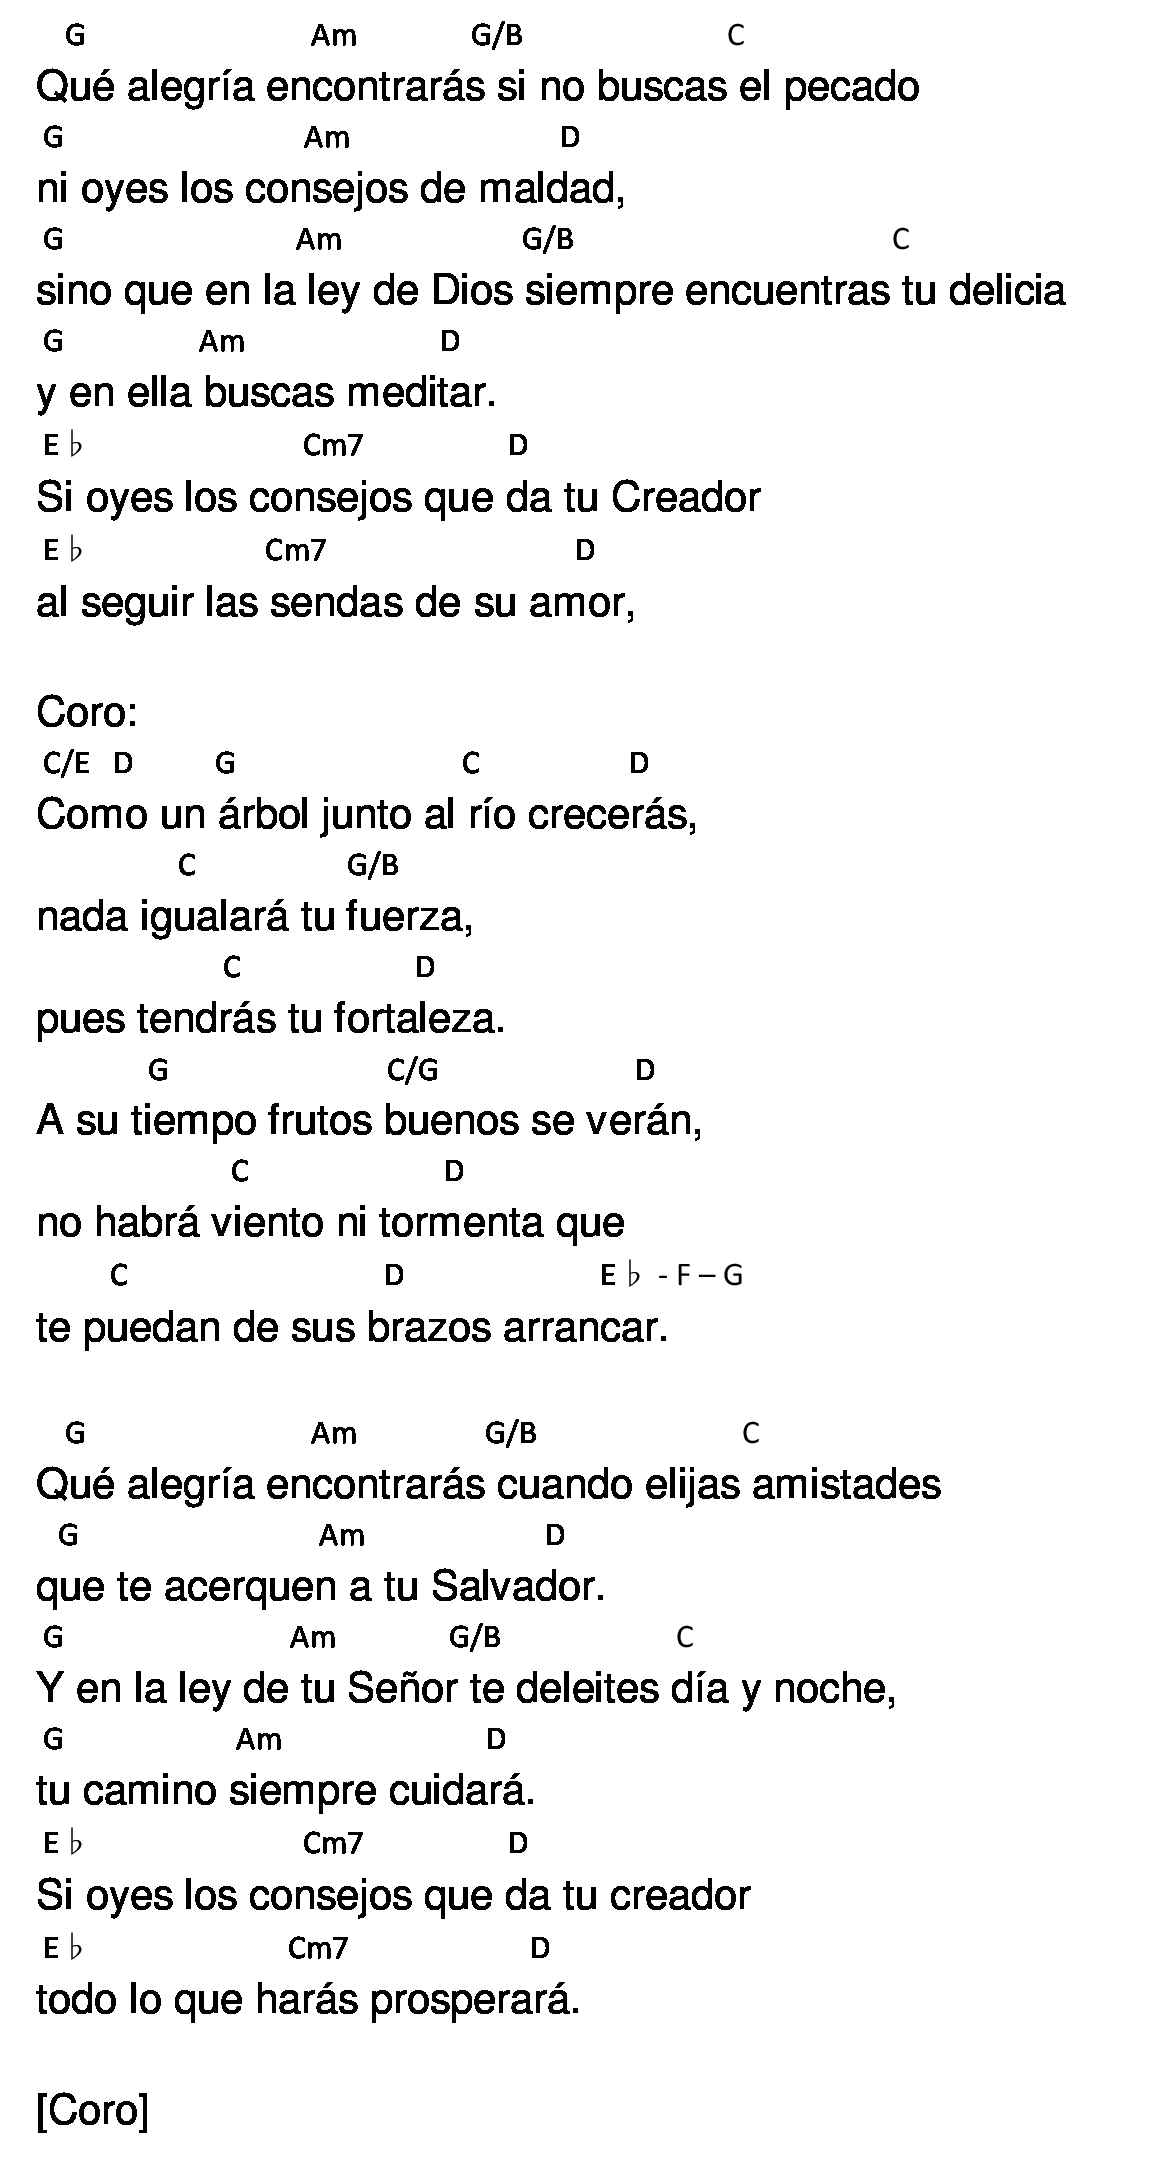 G Am G/B C
Qué alegría encontrarás si no buscas el pecado
G Am D
ni oyes los consejos de maldad,
G Am G/B C
sino que en la ley de Dios siempre encuentras tu delicia
G Am D
y en ella buscas meditar.
E♭ Cm7 D
Si oyes los consejos que da tu Creador
E♭ Cm7 D
al seguir las sendas de su amor,
Coro:
C/E D G C D
Como un árbol junto al río crecerás,
C G/B
nada igualará tu fuerza,
C D
pues tendrás tu fortaleza.
G C/G D
A su tiempo frutos buenos se verán,
C D
no habrá viento ni tormenta que
C D E♭ - F – G
te puedan de sus brazos arrancar.
G Am G/B C
Qué alegría encontrarás cuando elijas amistades
G Am D
que te acerquen a tu Salvador.
G Am G/B C
Y en la ley de tu Señor te deleites día y noche,
G Am D
tu camino siempre cuidará.
E♭ Cm7 D
Si oyes los consejos que da tu creador
E♭ Cm7 D
todo lo que harás prosperará.
[Coro]